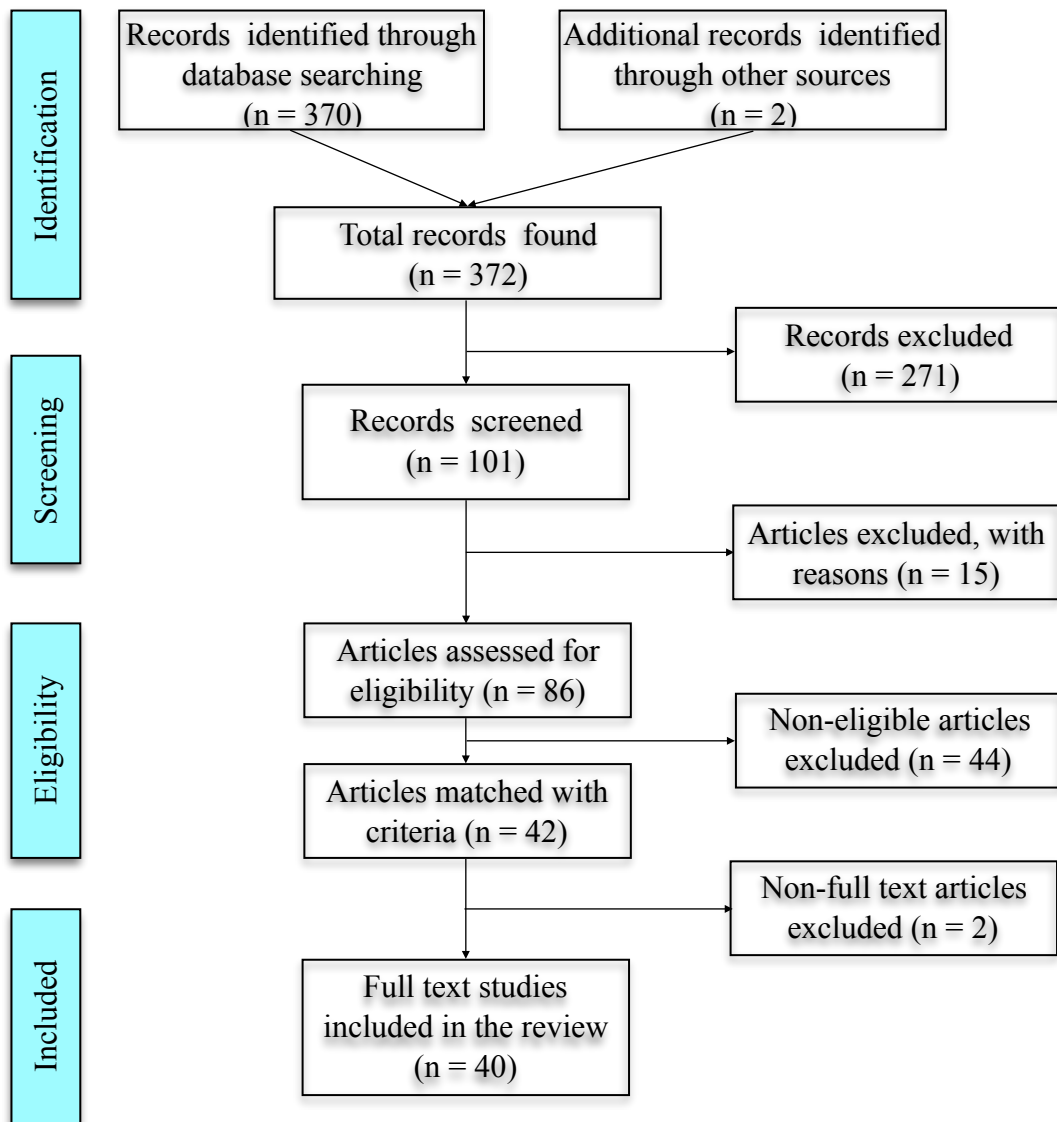 Identification
Records identified through
database searching
(n = 370)
Additional records identified
through other sources
(n = 2)
Total records found
(n = 372)
Records excluded
(n = 271)
Screening
Records screened
(n = 101)
Articles excluded, with
reasons (n = 15)
Eligibility
Articles assessed for
eligibility (n = 86)
Non-eligible articles
excluded (n = 44)
Articles matched with
criteria (n = 42)
Non-full text articles
excluded (n = 2)
Included
Full text studies
included in the review
(n = 40)